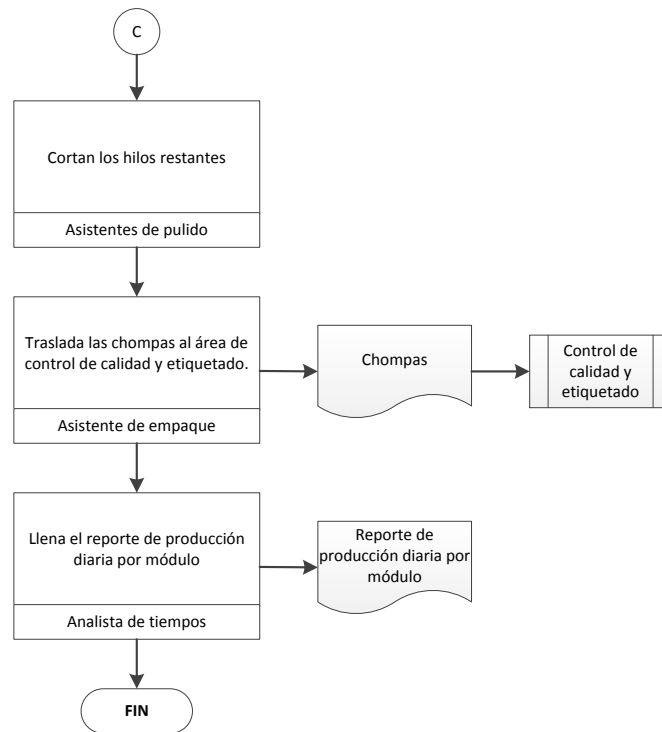 C
Cortan los hilos restantes
Asistentes de pulido
Traslada las chompas al área de
control de calidad y etiquetado.
Asistente de empaque
Chompas
Control de
calidad y
etiquetado
Llena el reporte de producción
diaria por módulo
Analista de tiempos
Reporte de
producción diaria por
módulo
FIN